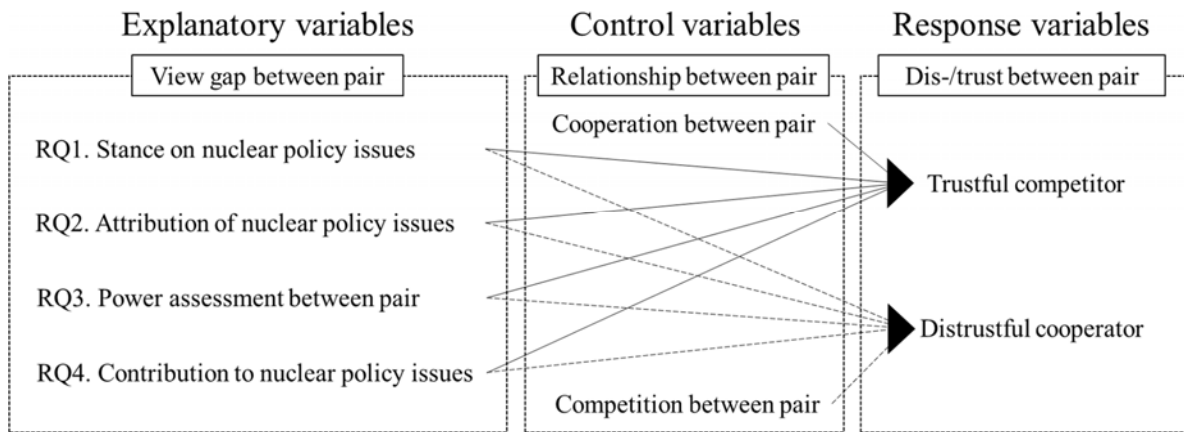 Explanatory variables
Control variables
Response variables
View gap between pair
Relationship between pair
Dis-/trust between pair
Cooperation between pair
RQ1. Stance on nuclear policy issues
Trustful competitor
RQ2. Attribution of nuclear policy issues
RQ3. Power assessment between pair
Distrustful cooperator
RQ4. Contribution to nuclear policy issues
Competition between pair